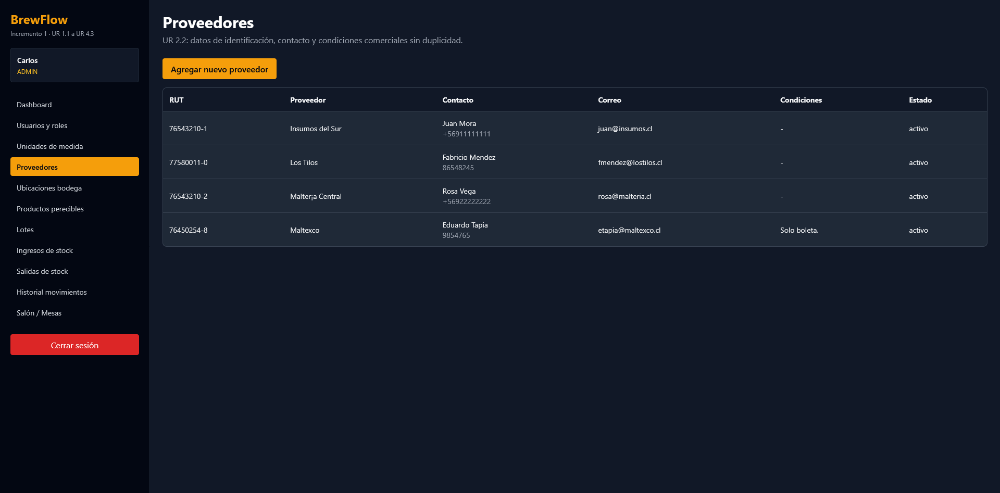 BrewFlow
Incremento 1 · UR 1.1 a UR 4.3
Carlos
ADMIN
Dashboard
Usuarios y roles
Unidades de medida
Proveedores
Ubicaciones bodega
Productos perecibles
Lotes
Ingresos de stock
Salidas de stock
Historial movimientos
Salón / Mesas
Cerrar sesión
Proveedores
UR 2.2: datos de identificación, contacto y condiciones comerciales sin duplicidad.
Agregar nuevo proveedor
RUT Proveedor Contacto Correo Condiciones Estado
76543210-1 Insumos del Sur Juan Mora juan@insumos.cl - activo
+56911111111
77580011-0 Los Tilos Fabricio Mendez fmendez@lostilos.cl - activo
86548245
76543210-2 Malter¡a Central Rosa Vega rosa@malteria.cl - activo
+56922222222
76450254-8 Maltexco Eduardo Tapia etapia@maltexco.cl Solo boleta. activo
9854765